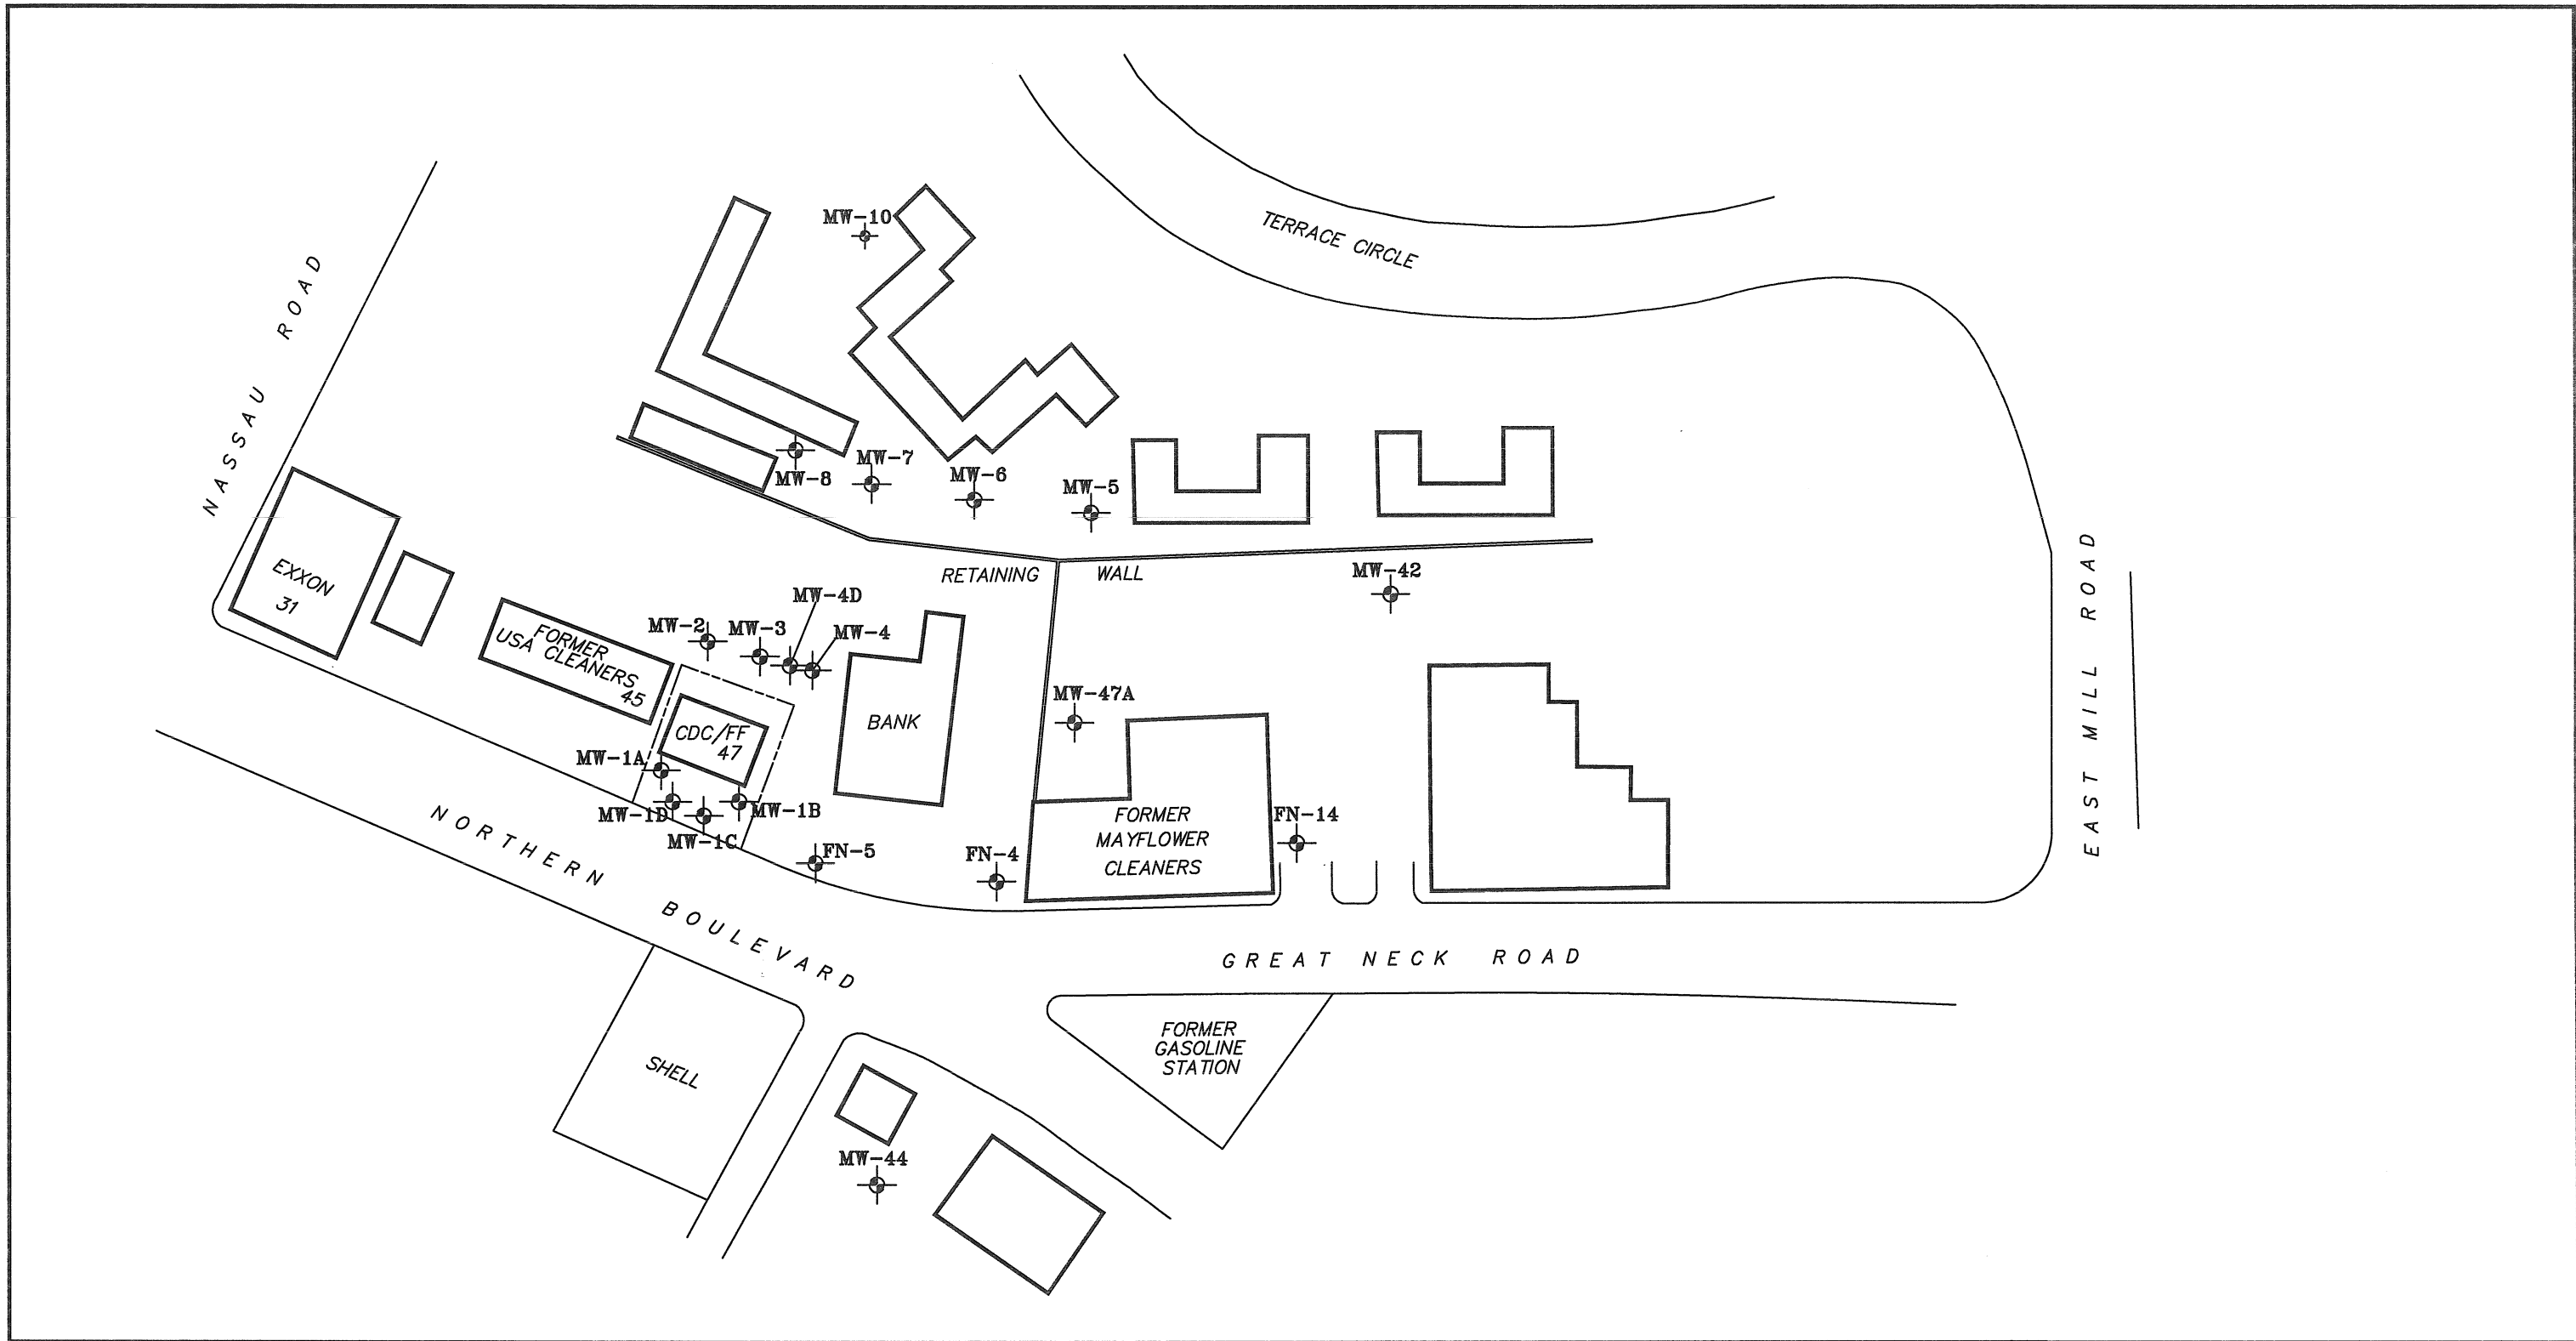 MW-10
TERRACE CIRCLE
NASSAU ROAD
MW-7
MW-8
MW-6
MW-5
EXXON
31
RETAINING WALL
MW-42
MW-4D
MW-2
MW-3
MW-4
FORMER
USA CLEANERS
45
CDC/FF
47
BANK
MW-47A
MW-1A
MW-1D
MW-1B
MW-1C
FN-5
FN-4
FORMER
MAYFLOWER
CLEANERS
FN-14
EAST MILL ROAD
NORTHERN BOULEVARD
GREAT NECK ROAD
SHELL
FORMER
GASOLINE
STATION
MW-44